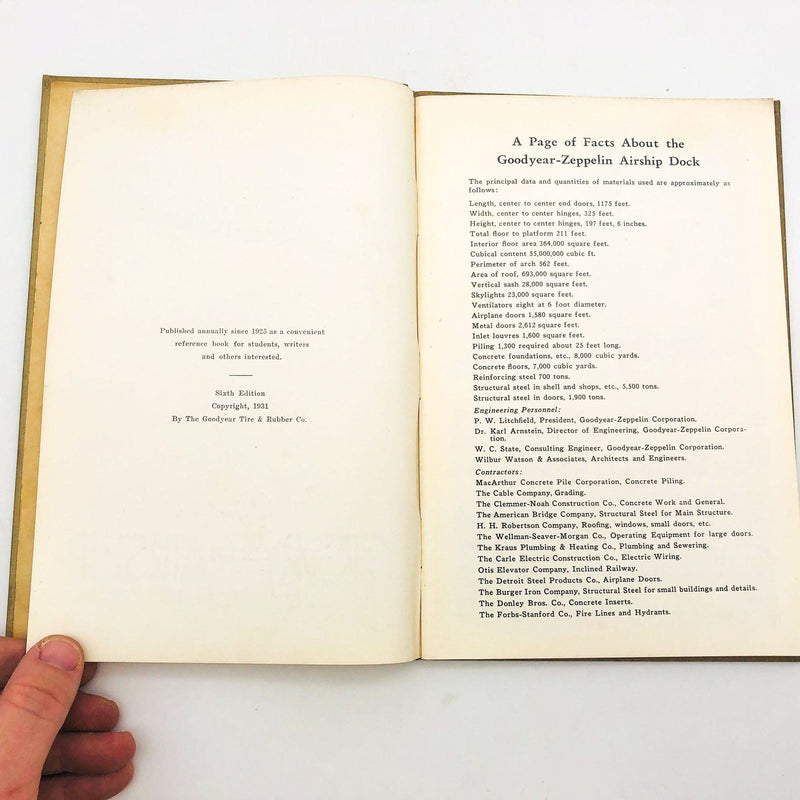 Published annually since 1925 as a convenient
reference book for students, writers
and others interested.
Sixth Edition
Copyright, 1931
By The Goodyear Tire & Rubber Co.
A Page of Facts About the
Goodyear-Zeppelin Airship Dock
The principal data and quantities of materials used are approximately as
follows:
Length, center to center end doors, 1175 feet.
Width, center to center hinges, 325 feet.
Height, center to center hinges, 197 feet, 6 inches.
Total floor to platform 211 feet.
Interior floor area 364,000 square feet.
Cubical content 55,000,000 cubic ft.
Perimeter of arch 562 feet.
Area of roof, 693,000 square feet.
Vertical sash 28,000 square feet.
Skylights 23,000 square feet.
Ventilators eight at 6 foot diameter.
Airplane doors 1,580 square feet.
Metal doors 2,612 square feet.
Inlet louvres 1,600 square feet.
Piling 1,300 required about 25 feet long.
Concrete foundations, etc., 8,000 cubic yards.
Concrete floors, 7,000 cubic yards.
Reinforcing steel 700 tons.
Structural steel in shell and shops, etc., 5,500 tons.
Structural steel in doors, 1,900 tons.
Engineering Personnel:
P. W. Litchfield, President, Goodyear-Zeppelin Corporation.
Dr. Karl Arnstein, Director of Engineering, Goodyear-Zeppelin Corpora-
tion.
W. C. State, Consulting Engineer, Goodyear-Zeppelin Corporation.
Wilbur Watson & Associates, Architects and Engineers.
Contractors:
MacArthur Concrete Pile Corporation, Concrete Piling.
The Cable Company, Grading.
The Clemmer-Noah Construction Co., Concrete Work and General.
The American Bridge Company, Structural Steel for Main Structure.
H. H. Robertson Company, Roofing, windows, small doors, etc.
The Wellman-Seaver-Morgan Co., Operating Equipment for large doors.
The Kraus Plumbing & Heating Co., Plumbing and Sewering.
The Carle Electric Construction Co., Electric Wiring.
Otis Elevator Company, Inclined Railway.
The Detroit Steel Products Co., Airplane Doors.
The Burger Iron Company, Structural Steel for small buildings and details.
The Donley Bros. Co., Concrete Inserts.
The Forbs-Stanford Co., Fire Lines and Hydrants.